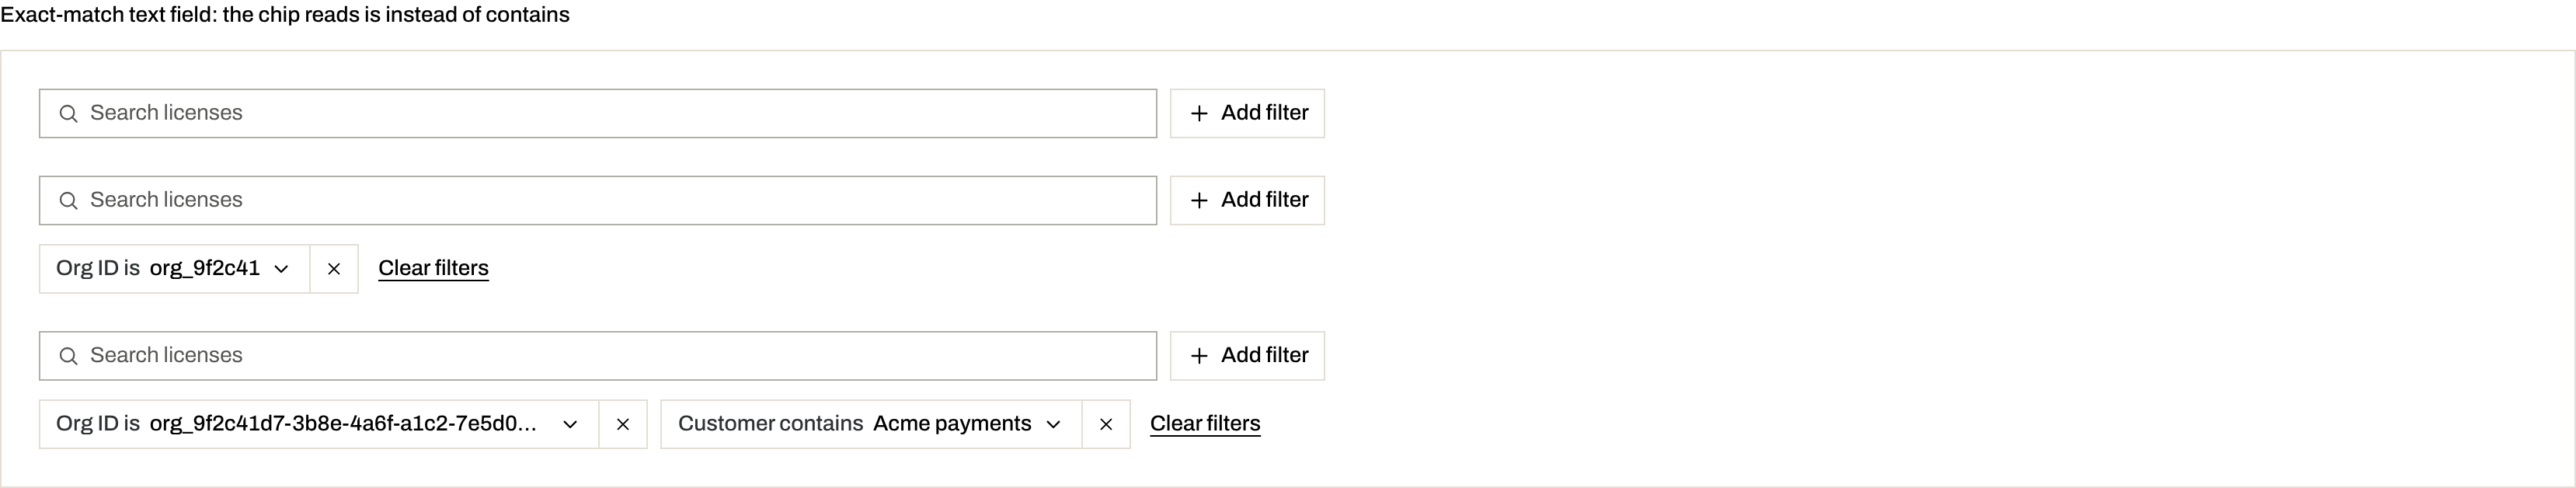 Exact-match text field: the chip reads is instead of contains
Search licenses
Add filter
Search licenses
Add filter
Org ID is org_9f2c41
Clear filters
Search licenses
Add filter
Org ID is org_9f2c41d7-3b8e-4a6f-a1c2-7e5d0...
Customer contains Acme payments
Clear filters